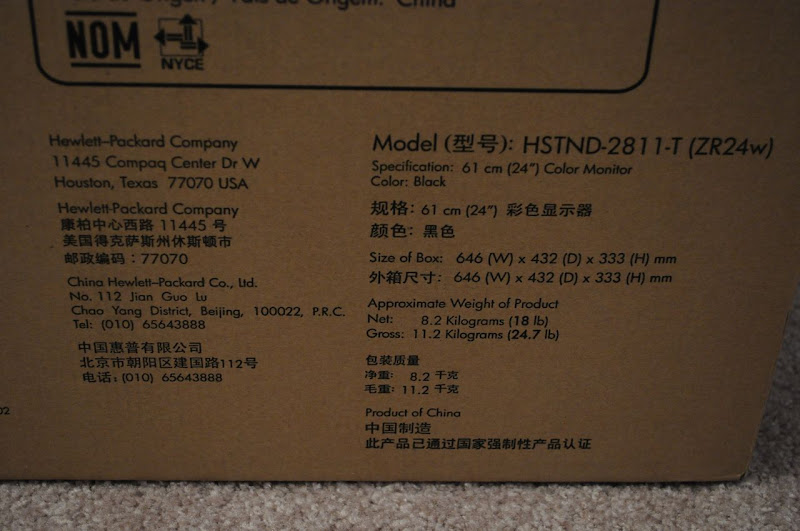 País de Origem: China
NOM
NYCE
Hewlett-Packard Company
11445 Compaq Center Dr W
Houston, Texas 77070 USA
Hewlett-Packard Company
康柏中心西路 11445 号
美国得克萨斯州休斯顿市
邮政编码：77070
China Hewlett-Packard Co., Ltd.
No. 112 Jian Guo Lu
Chao Yang District, Beijing, 100022, P.R.C.
Tel: (010) 65643888
中国惠普有限公司
北京市朝阳区建国路112号
电话：(010) 65643888
02
Model (型号): HSTND-2811-T (ZR24w)
Specification: 61 cm (24”) Color Monitor
Color: Black
规格: 61 cm (24”) 彩色显示器
颜色: 黑色
Size of Box: 646 (W) x 432 (D) x 333 (H) mm
外箱尺寸: 646 (W) x 432 (D) x 333 (H) mm
Approximate Weight of Product
Net: 8.2 Kilograms (18 lb)
Gross: 11.2 Kilograms (24.7 lb)
包装质量
净重: 8.2 千克
毛重: 11.2 千克
Product of China
中国制造
此产品已通过国家强制性产品认证